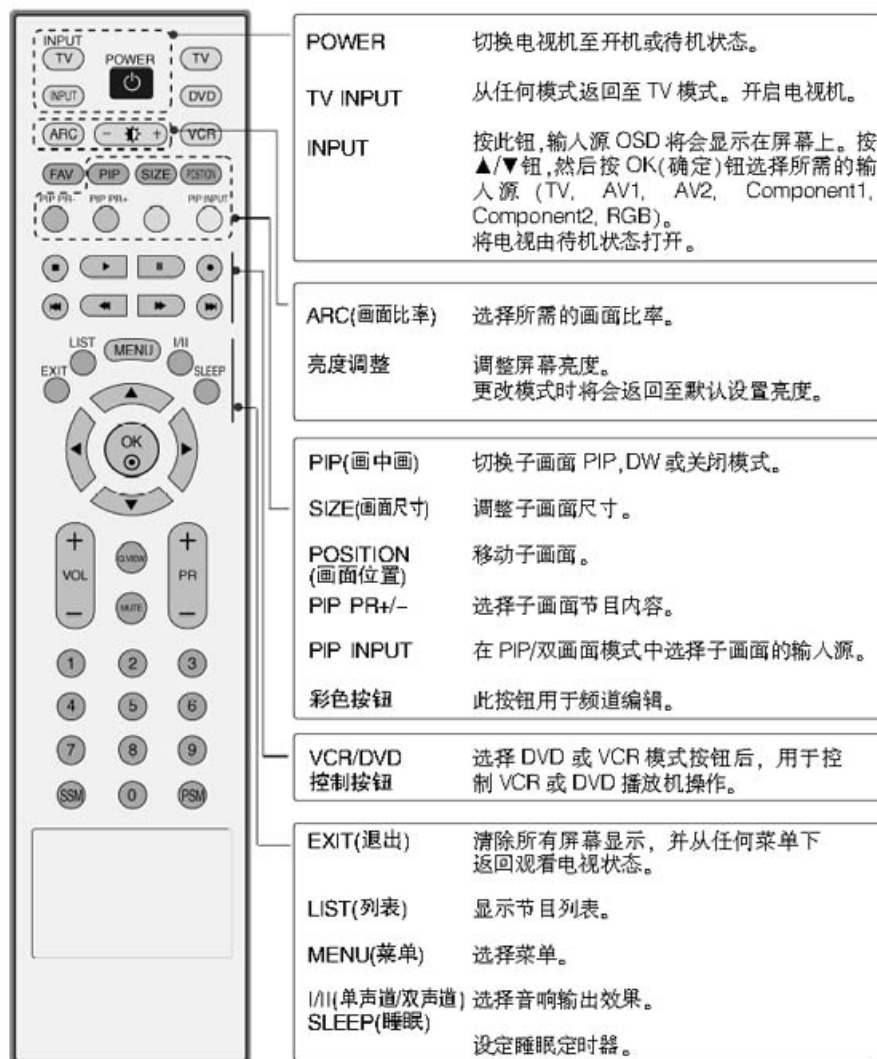 INPUT
TV
POWER
TV
INPUT
DVD
ARC
- +
VCR
FAV
PIP
SIZE
POSITION
PIP PR-
PIP PR+
PIP INPUT
LIST
MENU
I/II
EXIT
SLEEP
OK
+
+
VOL
Q.VIEW
PR
-
MUTE
-
1
2
3
4
5
6
7
8
9
SSM
0
PSM
POWER 切换电视机至开机或待机状态。
TV INPUT 从任何模式返回至 TV 模式。开启电视机。
INPUT 按此钮,输入源 OSD 将会显示在屏幕上。按
▲/▼钮,然后按 OK(确定)钮选择所需的输
入源 (TV, AV1, AV2, Component1,
Component2, RGB)。
将电视由待机状态打开。
ARC(画面比率) 选择所需的画面比率。
亮度调整 调整屏幕亮度。
更改模式时将会返回至默认设置亮度。
PIP(画中画) 切换子画面 PIP,DW 或关闭模式。
SIZE(画面尺寸) 调整子画面尺寸。
POSITION 移动子画面。
(画面位置)
PIP PR+/- 选择子画面节目内容。
PIP INPUT 在 PIP/双画面模式中选择子画面的输入源。
彩色按钮 此按钮用于频道编辑。
VCR/DVD 选择 DVD 或 VCR 模式按钮后，用于控
控制按钮 制 VCR 或 DVD 播放机操作。
EXIT(退出) 清除所有屏幕显示，并从任何菜单下
返回观看电视状态。
LIST(列表) 显示节目列表。
MENU(菜单) 选择菜单。
I/II(单声道/双声道) 选择音响输出效果。
SLEEP(睡眠)
设定睡眠定时器。